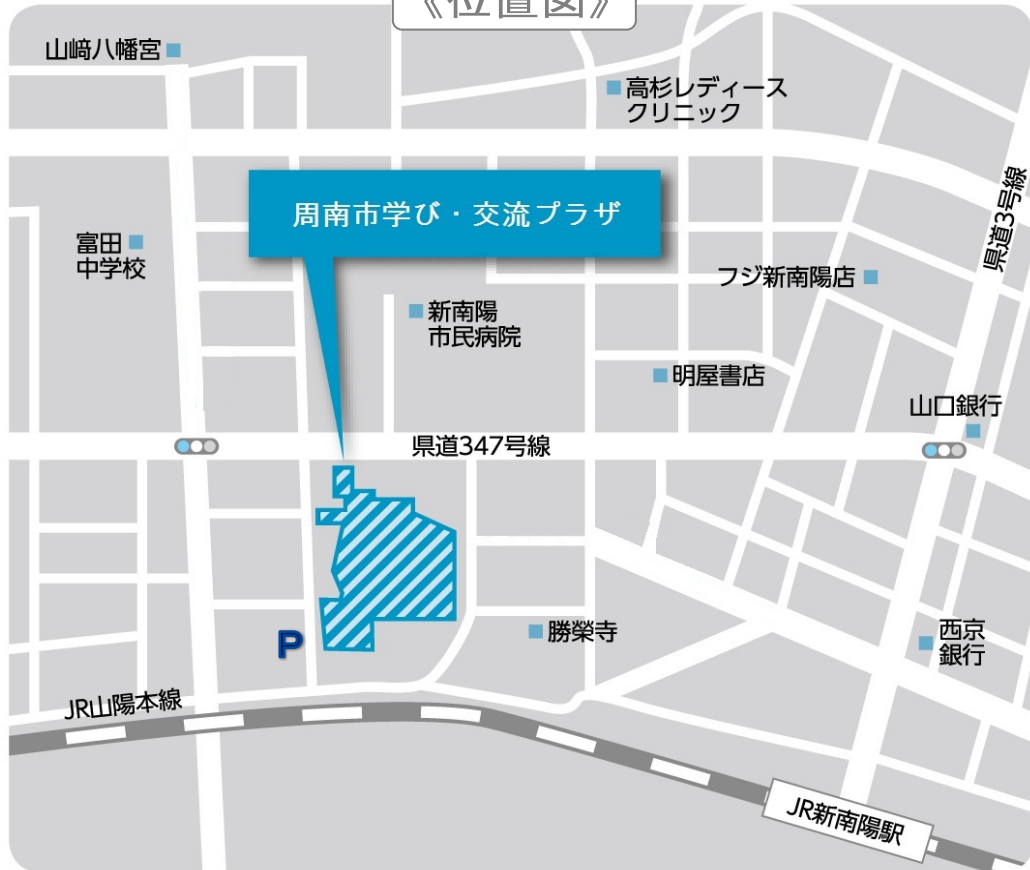 《位置図》
山﨑八幡宮
高杉レディース
クリニック
県道3号線
周南市学び・交流プラザ
富田
中学校
フジ新南陽店
新南陽
市民病院
明屋書店
山口銀行
県道347号線
勝榮寺
西京
銀行
P
JR山陽本線
JR新南陽駅